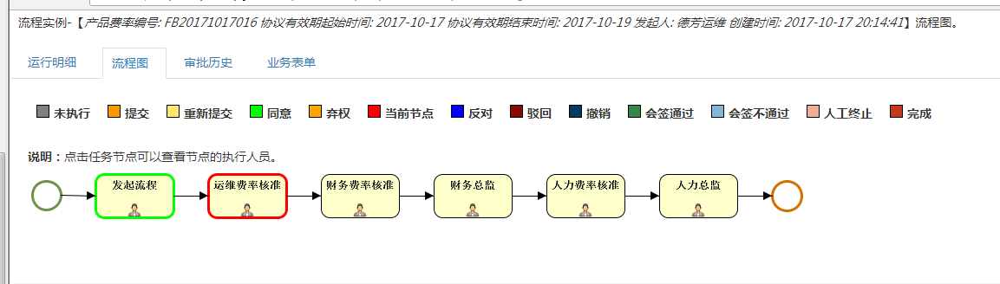 流程实例-【产品费率编号: FB20171017016 协议有效期起始时间: 2017-10-17 协议有效期结束时间: 2017-10-19 发起人: 德芳运维 创建时间: 2017-10-17 20:14:41】流程图。
运行明细 流程图 审批历史 业务表单
未执行 提交 重新提交 同意 弃权 当前节点 反对 驳回 撤销 会签通过 会签不通过 人工终止 完成
说明：点击任务节点可以查看节点的执行人员。
发起流程 运维费率核准 财务费率核准 财务总监 人力费率核准 人力总监